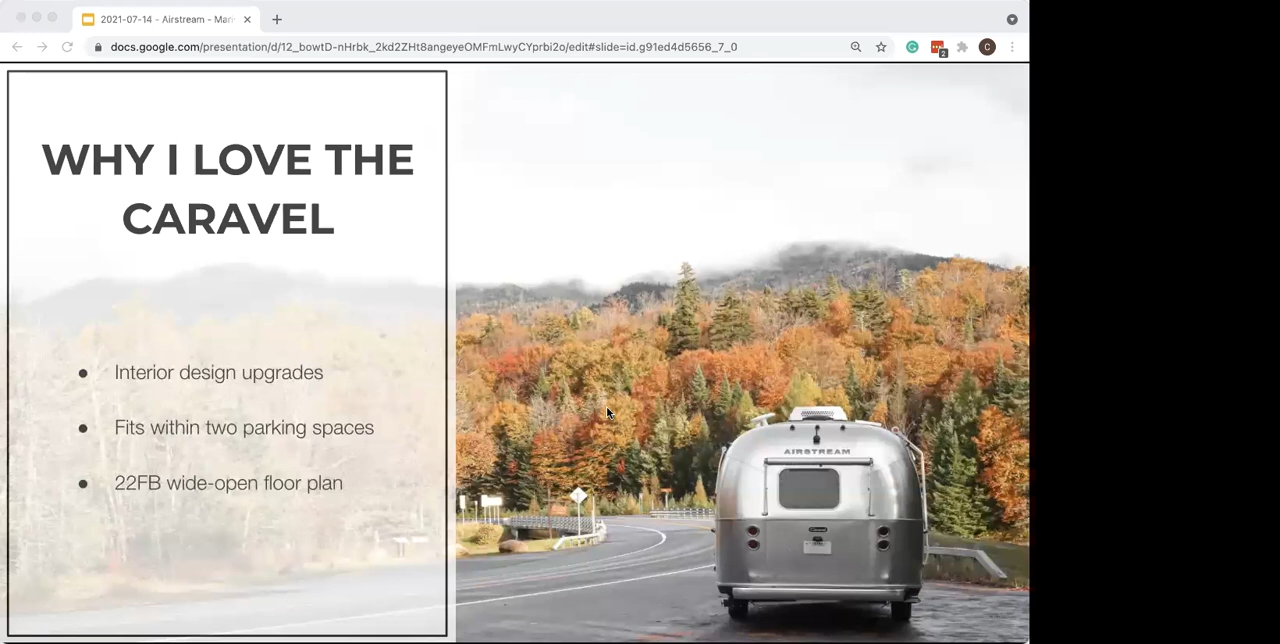 2021-07-14 - Airstream - Mar
docs.google.com/presentation/d/12_bowtD-nHrbk_2kd2ZHt8angeyeOMFmLwyCYprbi2o/edit#slide=id.g91ed4d5656_7_0
2
C
WHY I LOVE THE
CARAVEL
● Interior design upgrades
● Fits within two parking spaces
● 22FB wide-open floor plan
AIRSTREAM